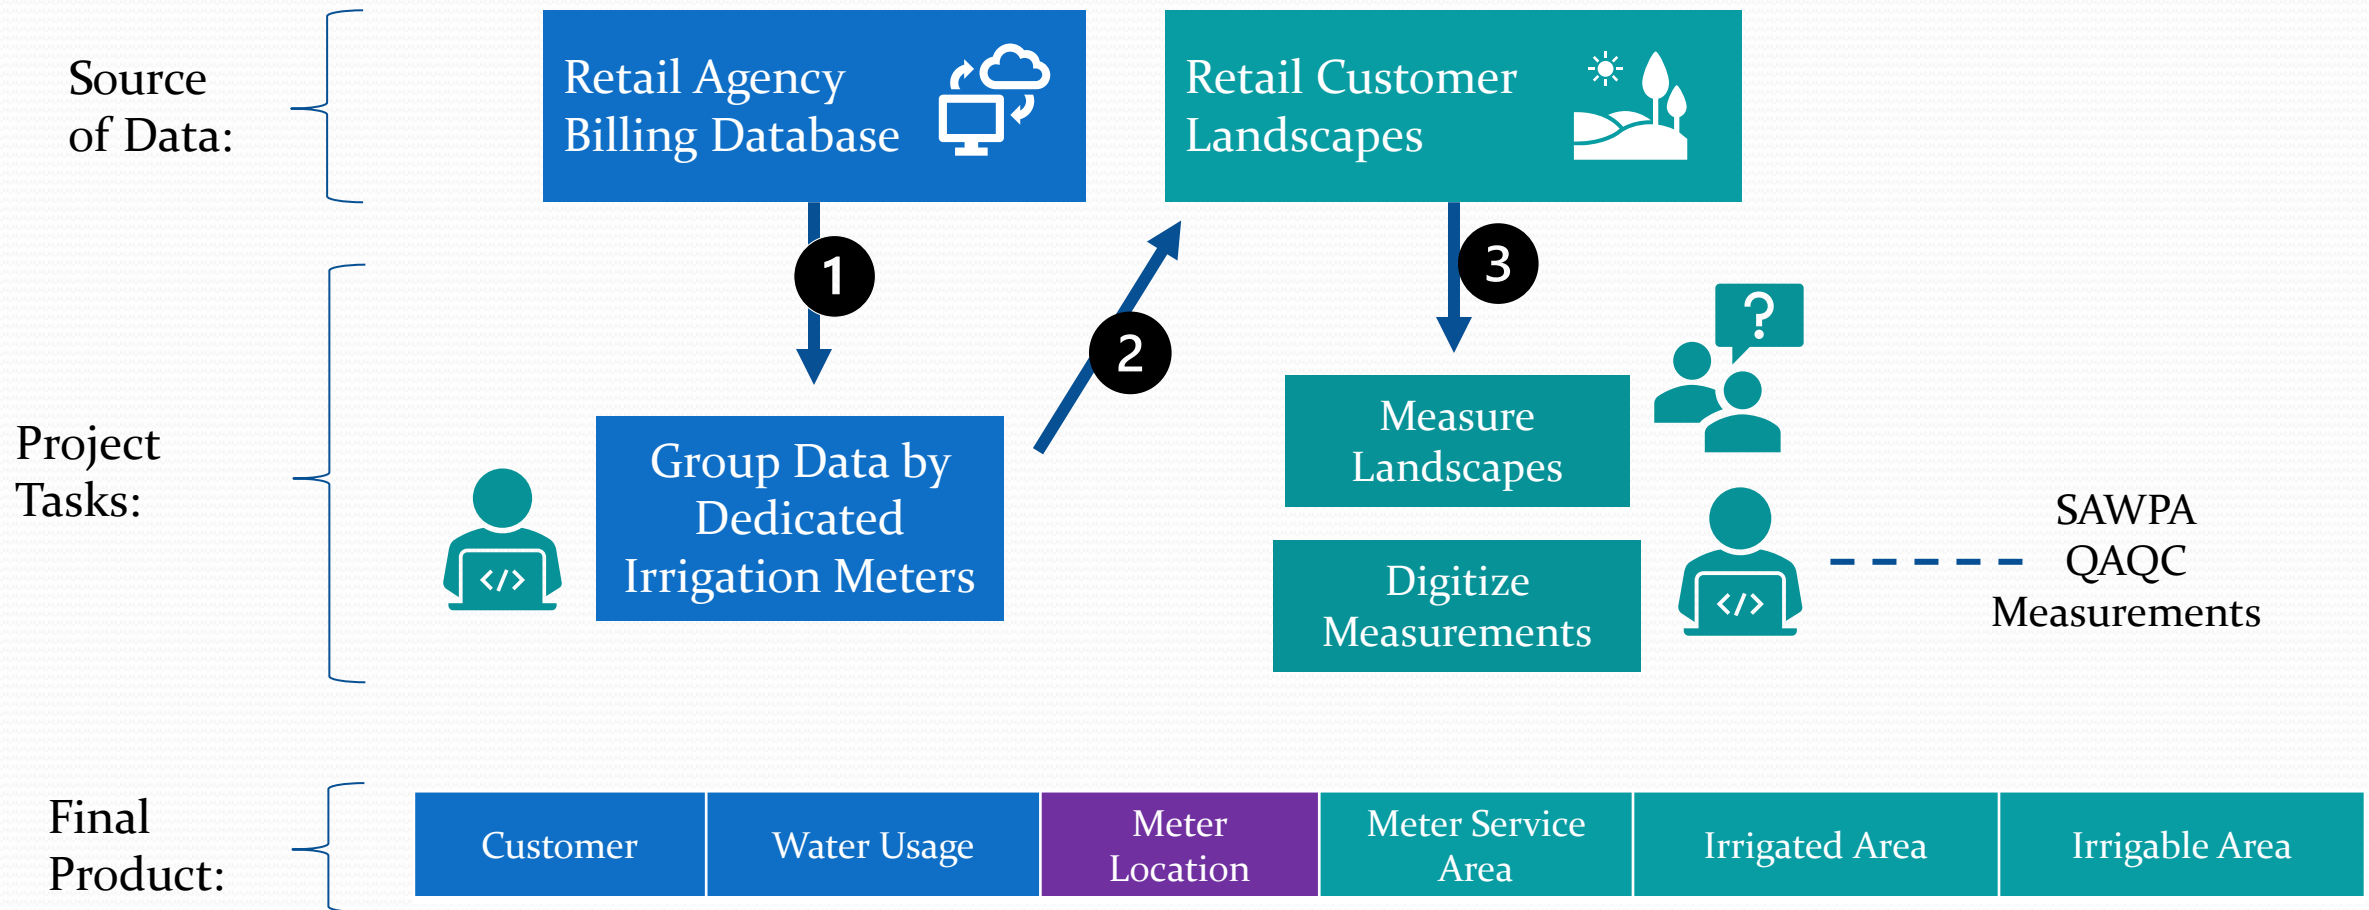 Source
of Data:
Retail Agency
Billing Database
Retail Customer
Landscapes
1
2
3
?
Project
Tasks:
Group Data by
Dedicated
Irrigation Meters
</>
Measure
Landscapes
Digitize
Measurements
</>
SAWPA
QAQC
Measurements
Final
Product:
Customer
Water Usage
Meter
Location
Meter Service
Area
Irrigated Area
Irrigable Area